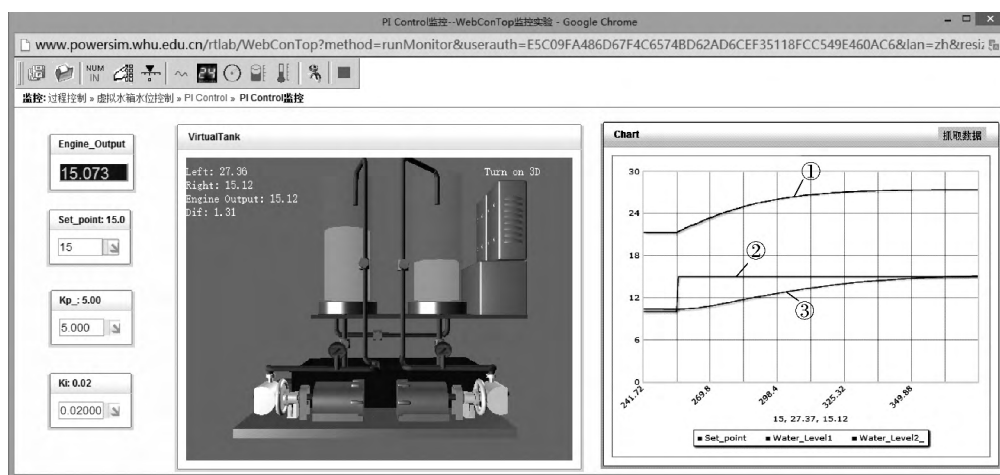 PI Control监控--WebConTop监控实验 - Google Chrome
www.powersim.whu.edu.cn/rtlab/WebConTop?method=runMonitor&userauth=E5C09FA486D67F4C6574BD62AD6CEF35118FCC549E460AC6&lan=zh&resiz
NUM
IN
24
监控: 过程控制 » 虚拟水箱水位控制 » PI Control » PI Control监控
Engine_Output
15.073
Set_point: 15.0
15
Kp_: 5.00
5.000
Ki: 0.02
0.02000
VirtualTank
Left: 27.36
Right: 15.12
Engine Output: 15.12
Dif: 1.31
Turn on 3D
Chart
抓取数据
30
24
18
12
6
0
①
②
③
241.72
269.8
298.4
325.32
349.88
15, 27.37, 15.12
Set_point
Water_Level1
Water_Level2_